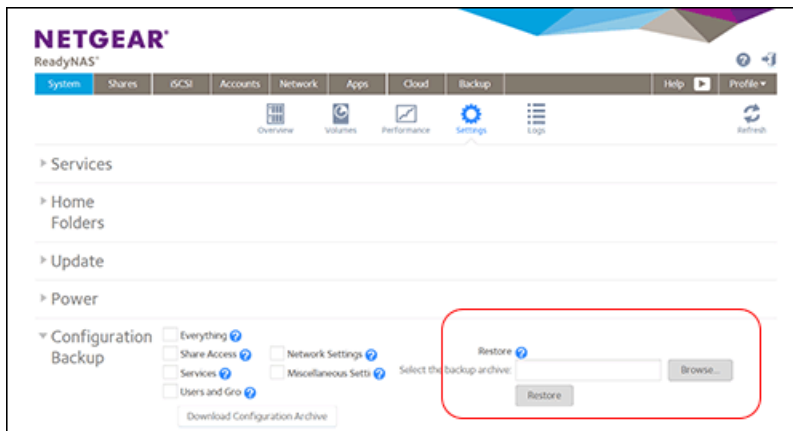 NETGEAR®
ReadyNAS®
System Shares iSCSI Accounts Network Apps Cloud Backup Help Profile
Overview Volumes Performance Settings Logs Refresh
Services
Home
Folders
Update
Power
Configuration
Backup
Everything
Share Access Network Settings
Services Miscellaneous Setti
Users and Gro
Download Configuration Archive
Restore
Select the backup archive: Browse...
Restore